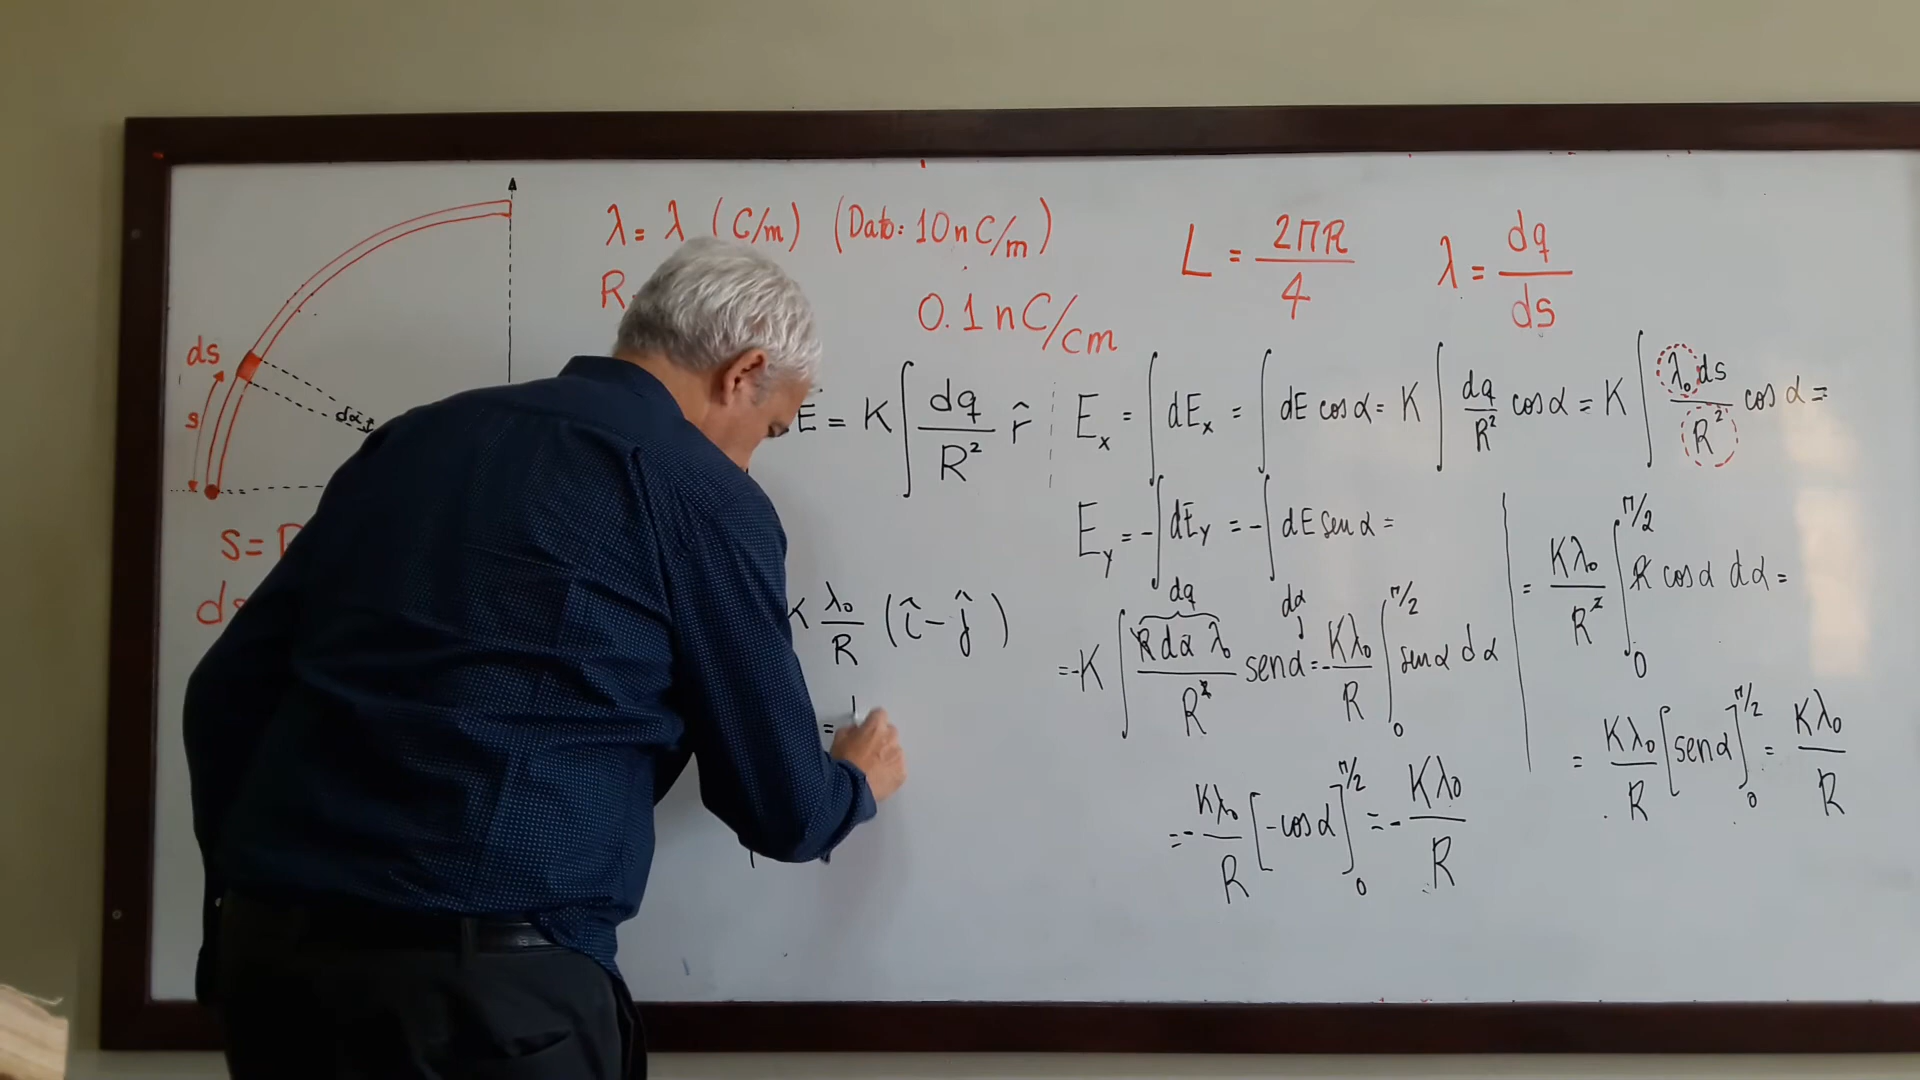 λ = λ (C/m) (Dato: 10 nC/m)
R
0.1 nC/cm
L = 2πR / 4
λ = dq / ds
ds
s
dα
E = K ∫ dq / R² r̂
E_x = ∫ dE_x = ∫ dE cos α = K ∫ dq / R² cos α = K ∫ λ₀ ds / R² cos α =
E_y = - ∫ dE_y = - ∫ dE sen α =
= Kλ₀ / R² ∫₀^{π/2} R cos α dα =
s =
K λ₀ / R (î - ĵ)
dq
dα
= -K ∫ R dα λ₀ / R² sen α = - Kλ₀ / R ∫₀^{π/2} sen α dα
= Kλ₀ / R [sen α]₀^{π/2} = Kλ₀ / R
=
= - Kλ₀ / R [-cos α]₀^{π/2} = - Kλ₀ / R